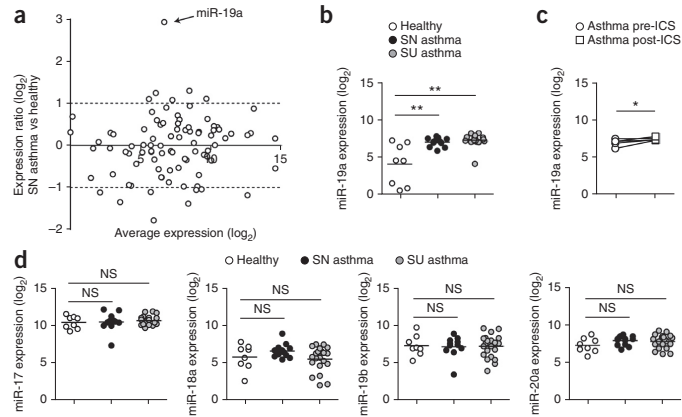 a
miR-19a
3
2
1
0
–1
–2
15
Expression ratio (log2)
SN asthma vs healthy
Average expression (log2)
b
Healthy
SN asthma
SU asthma
miR-19a expression (log2)
15
10
5
0
**
**
c
Asthma pre-ICS
Asthma post-ICS
miR-19a expression (log2)
15
10
5
0
*
d
Healthy
SN asthma
SU asthma
miR-17 expression (log2)
15
10
5
0
NS
NS
miR-18a expression (log2)
15
10
5
0
NS
NS
miR-19b expression (log2)
15
10
5
0
NS
NS
miR-20a expression (log2)
15
10
5
0
NS
NS